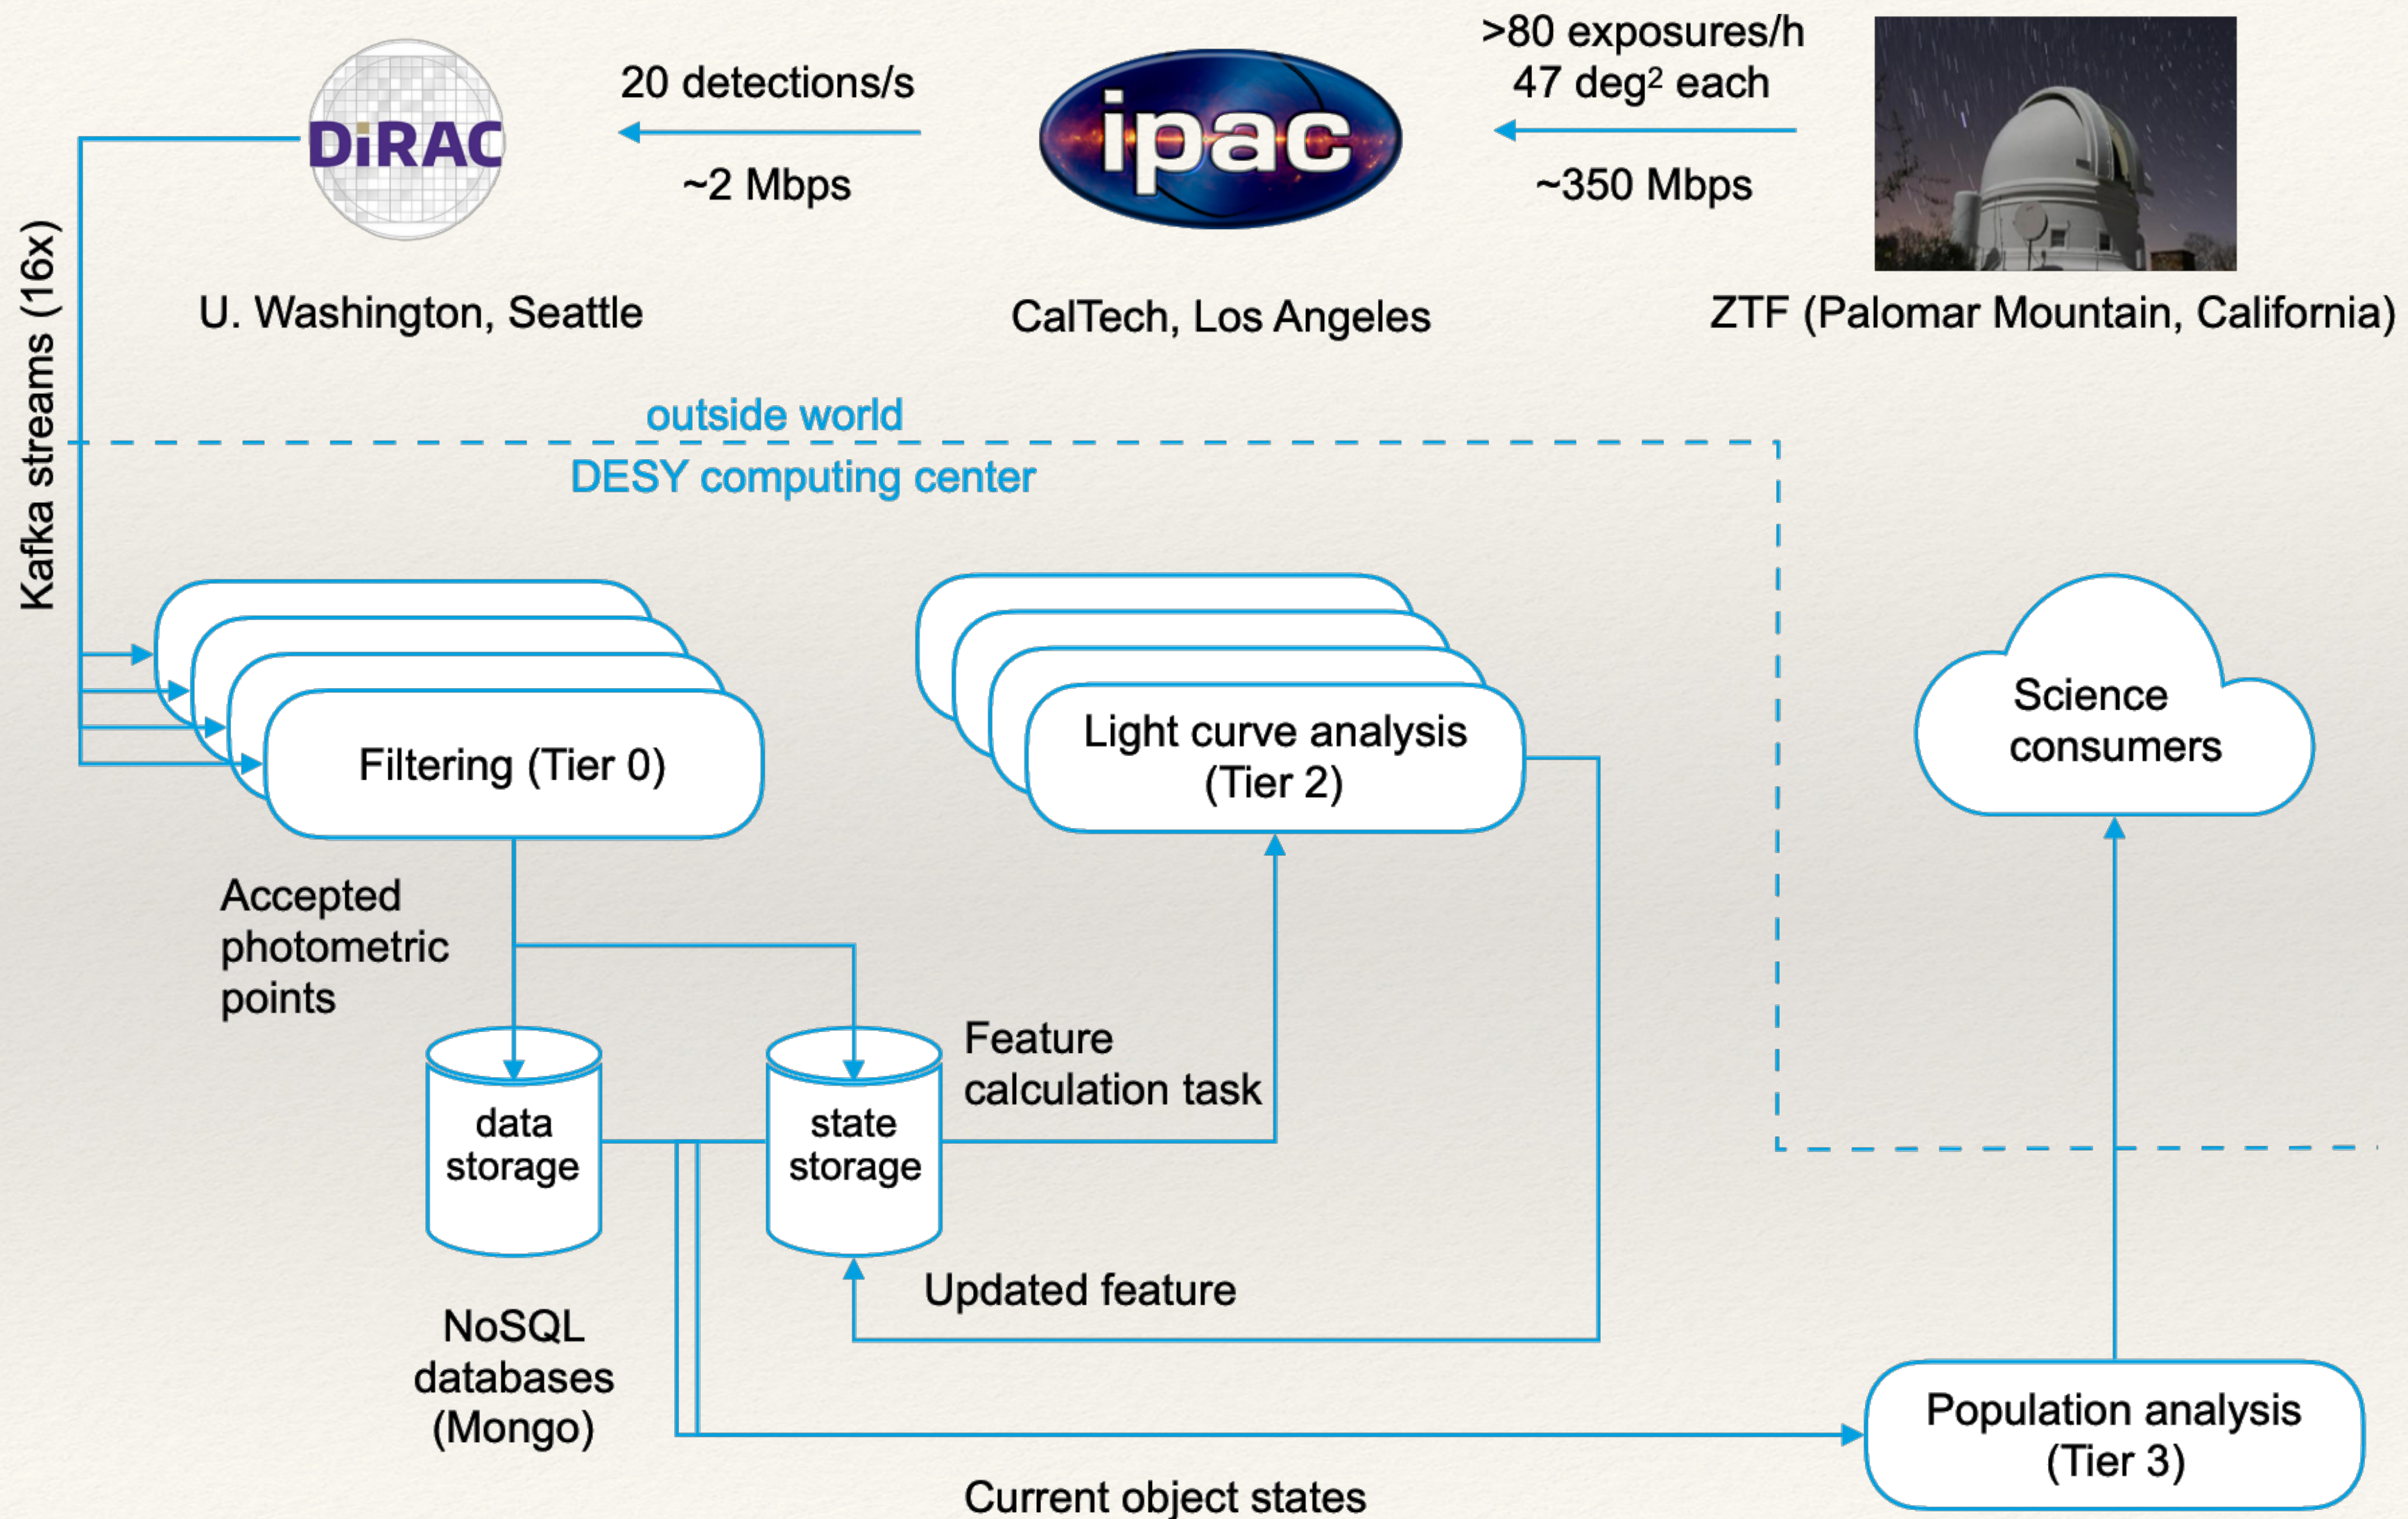 >80 exposures/h
47 deg² each
~350 Mbps
20 detections/s
~2 Mbps
DiRAC
ipac
U. Washington, Seattle
CalTech, Los Angeles
ZTF (Palomar Mountain, California)
Kafka streams (16x)
outside world
DESY computing center
Filtering (Tier 0)
Light curve analysis
(Tier 2)
Science
consumers
Accepted
photometric
points
data
storage
state
storage
Feature
calculation task
Updated feature
NoSQL
databases
(Mongo)
Population analysis
(Tier 3)
Current object states